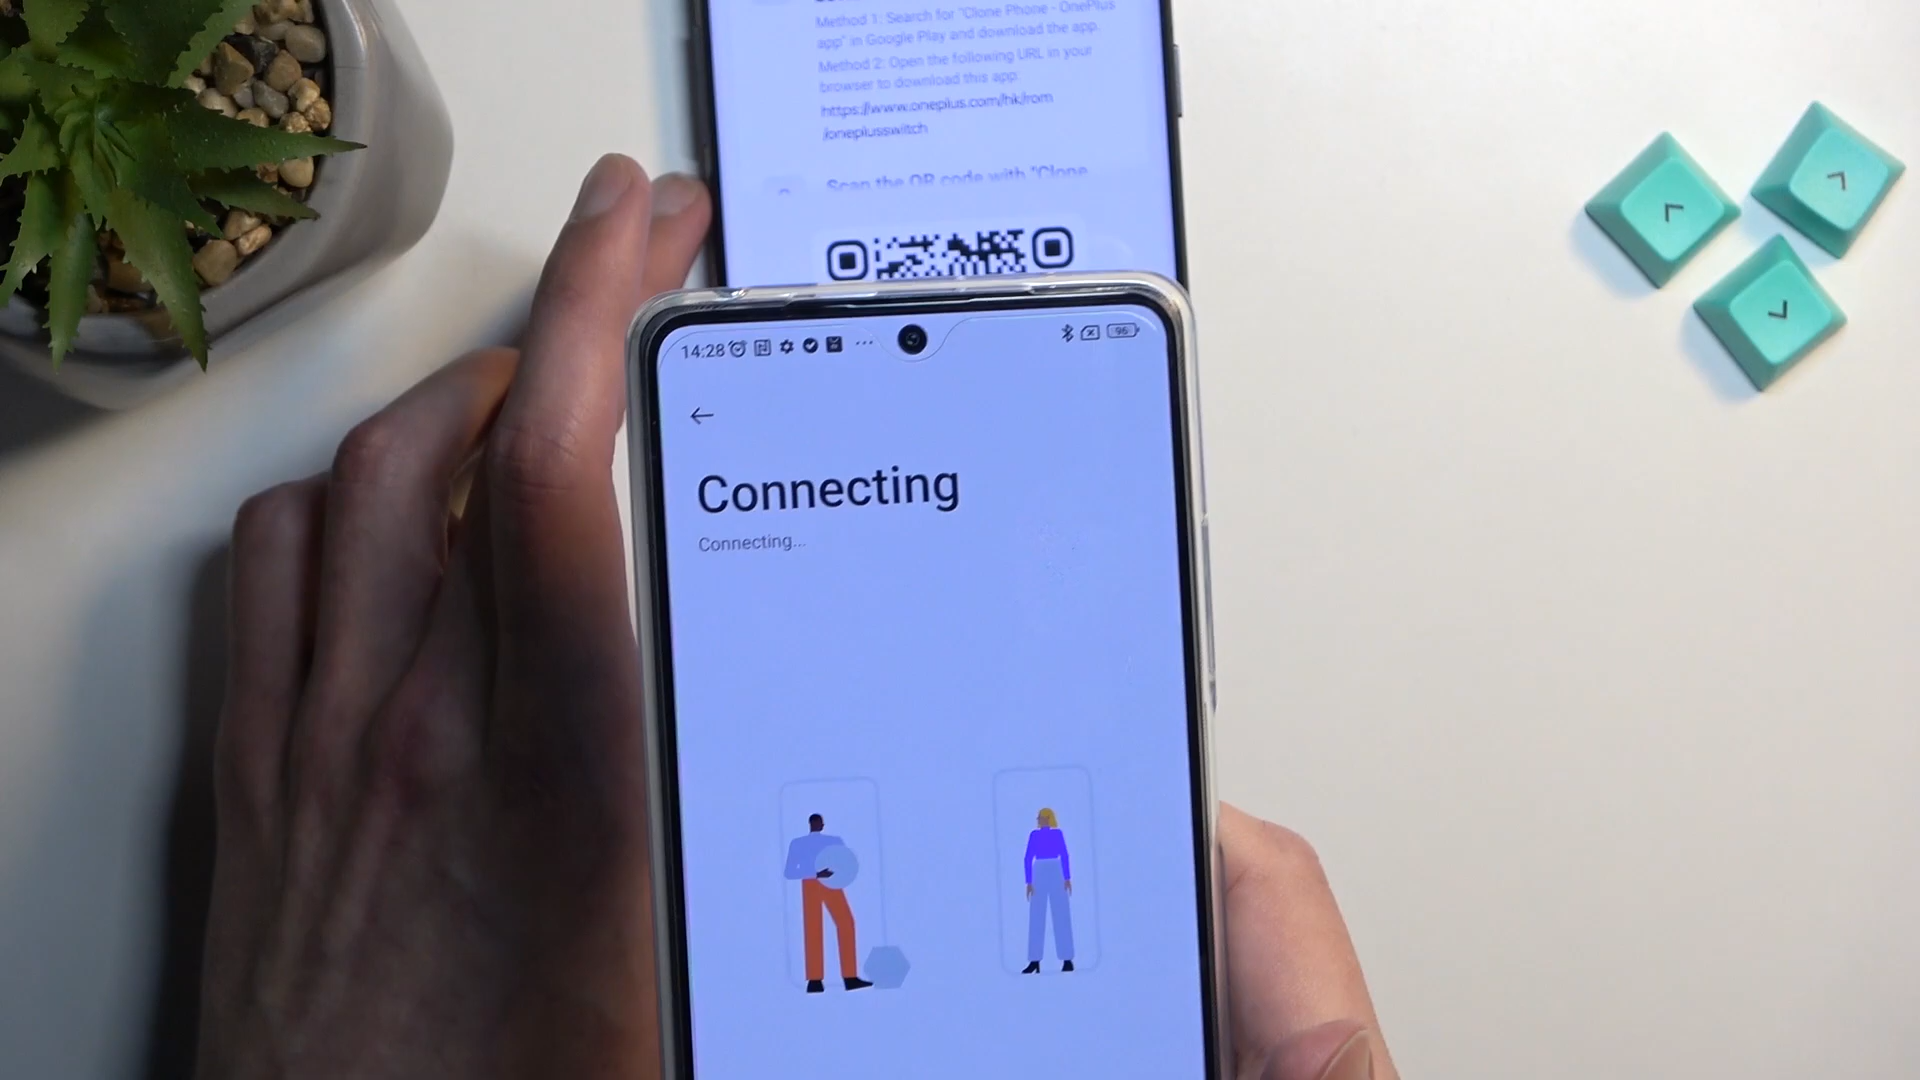 Method 1: Search for "Clone Phone - OnePlus
app" in Google Play and download the app.
Method 2: Open the following URL in your
browser to download this app:
https://www.oneplus.com/hk/rom
/oneplusswitch
Scan the QR code with "Clone
14:28
96
Connecting
Connecting...